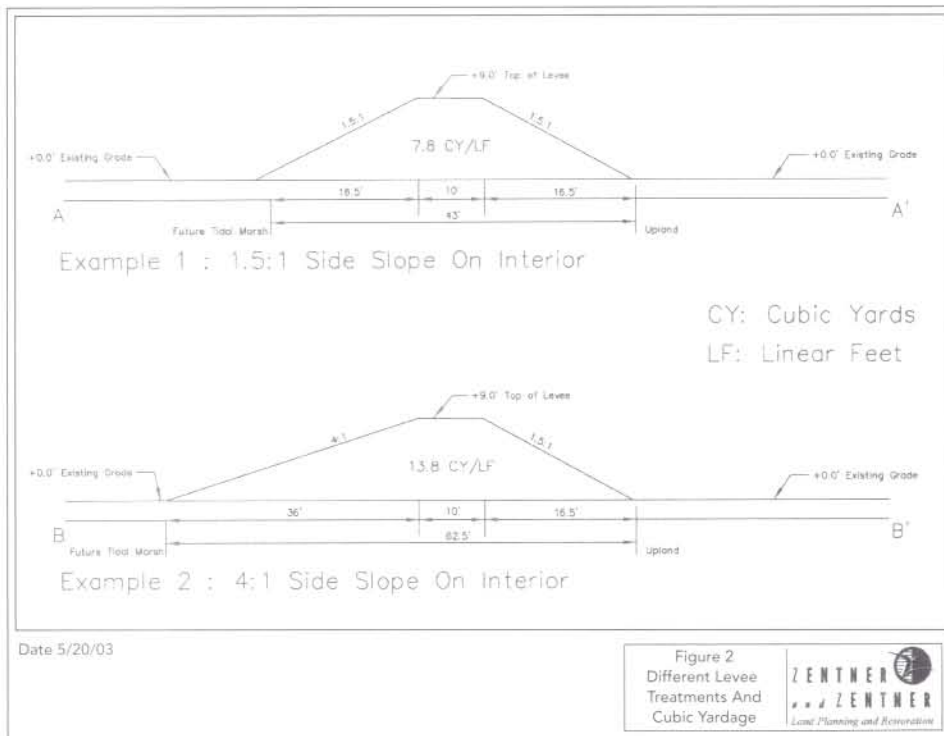 +9.0' Top of Levee
1.5:1
1.5:1
7.8 CY/LF
+0.0' Existing Grade
+0.0' Existing Grade
16.5'
10'
16.5'
A
43'
A'
Future Tidal Marsh
Upland
Example 1 : 1.5:1 Side Slope On Interior
CY: Cubic Yards
LF: Linear Feet
+9.0' Top of Levee
4:1
1.5:1
13.8 CY/LF
+0.0' Existing Grade
+0.0' Existing Grade
36'
10'
16.5'
B
62.5'
B'
Future Tidal Marsh
Upland
Example 2 : 4:1 Side Slope On Interior
Date 5/20/03
Figure 2
Different Levee
Treatments And
Cubic Yardage
ZENTNER
and ZENTNER
Land Planning and Restoration